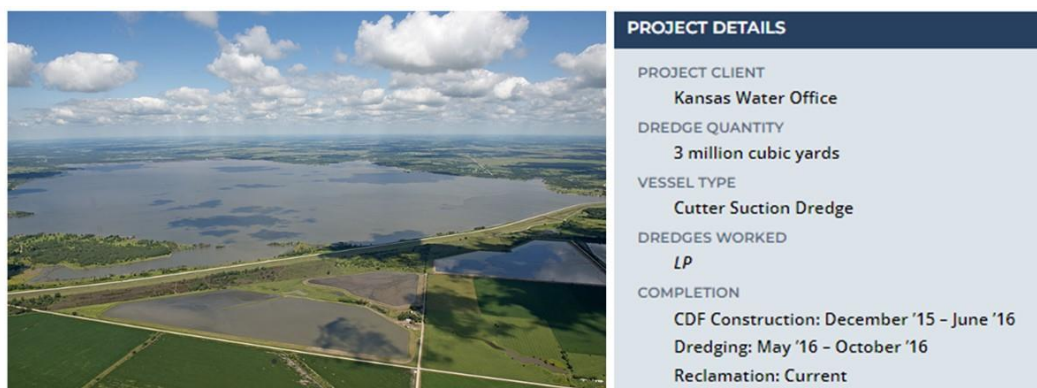 PROJECT DETAILS
PROJECT CLIENT
Kansas Water Office
DREDGE QUANTITY
3 million cubic yards
VESSEL TYPE
Cutter Suction Dredge
DREDGES WORKED
LP
COMPLETION
CDF Construction: December ’15 – June ’16
Dredging: May ’16 – October ’16
Reclamation: Current